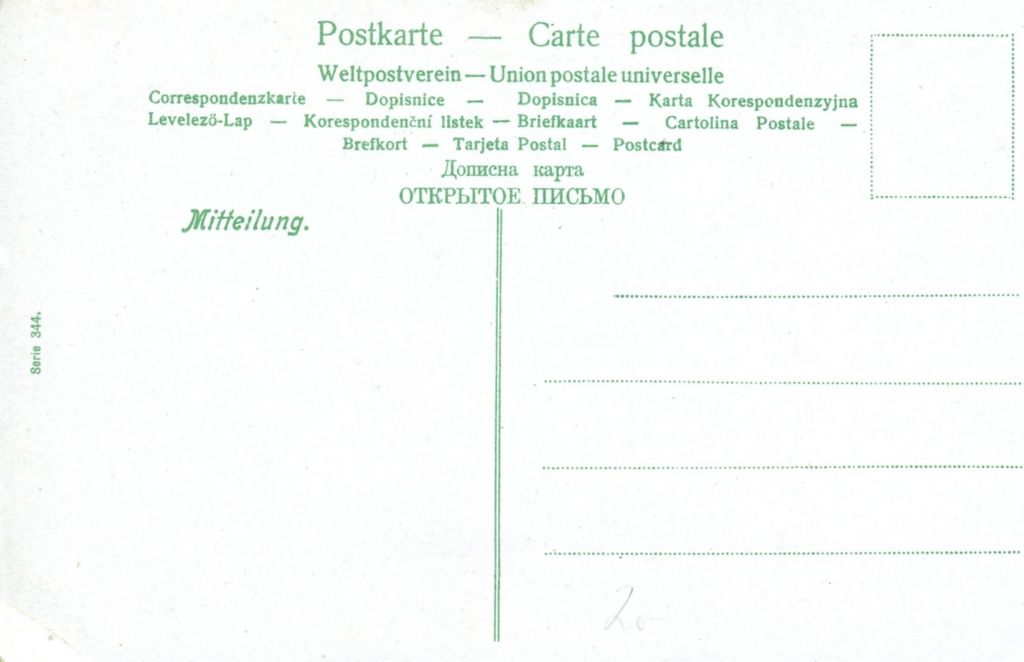 Postkarte — Carte postale
Weltpostverein — Union postale universelle
Correspondenzkarte — Dopisnice — Dopisnica — Karta Korespondenzyjna
Levelező-Lap — Korespondenční listek — Briefkaart — Cartolina Postale —
Brefkort — Tarjeta Postal — Postcard
Дописна карта
ОТКРЫТОЕ ПИСЬМО
Mitteilung.
Serie 344.